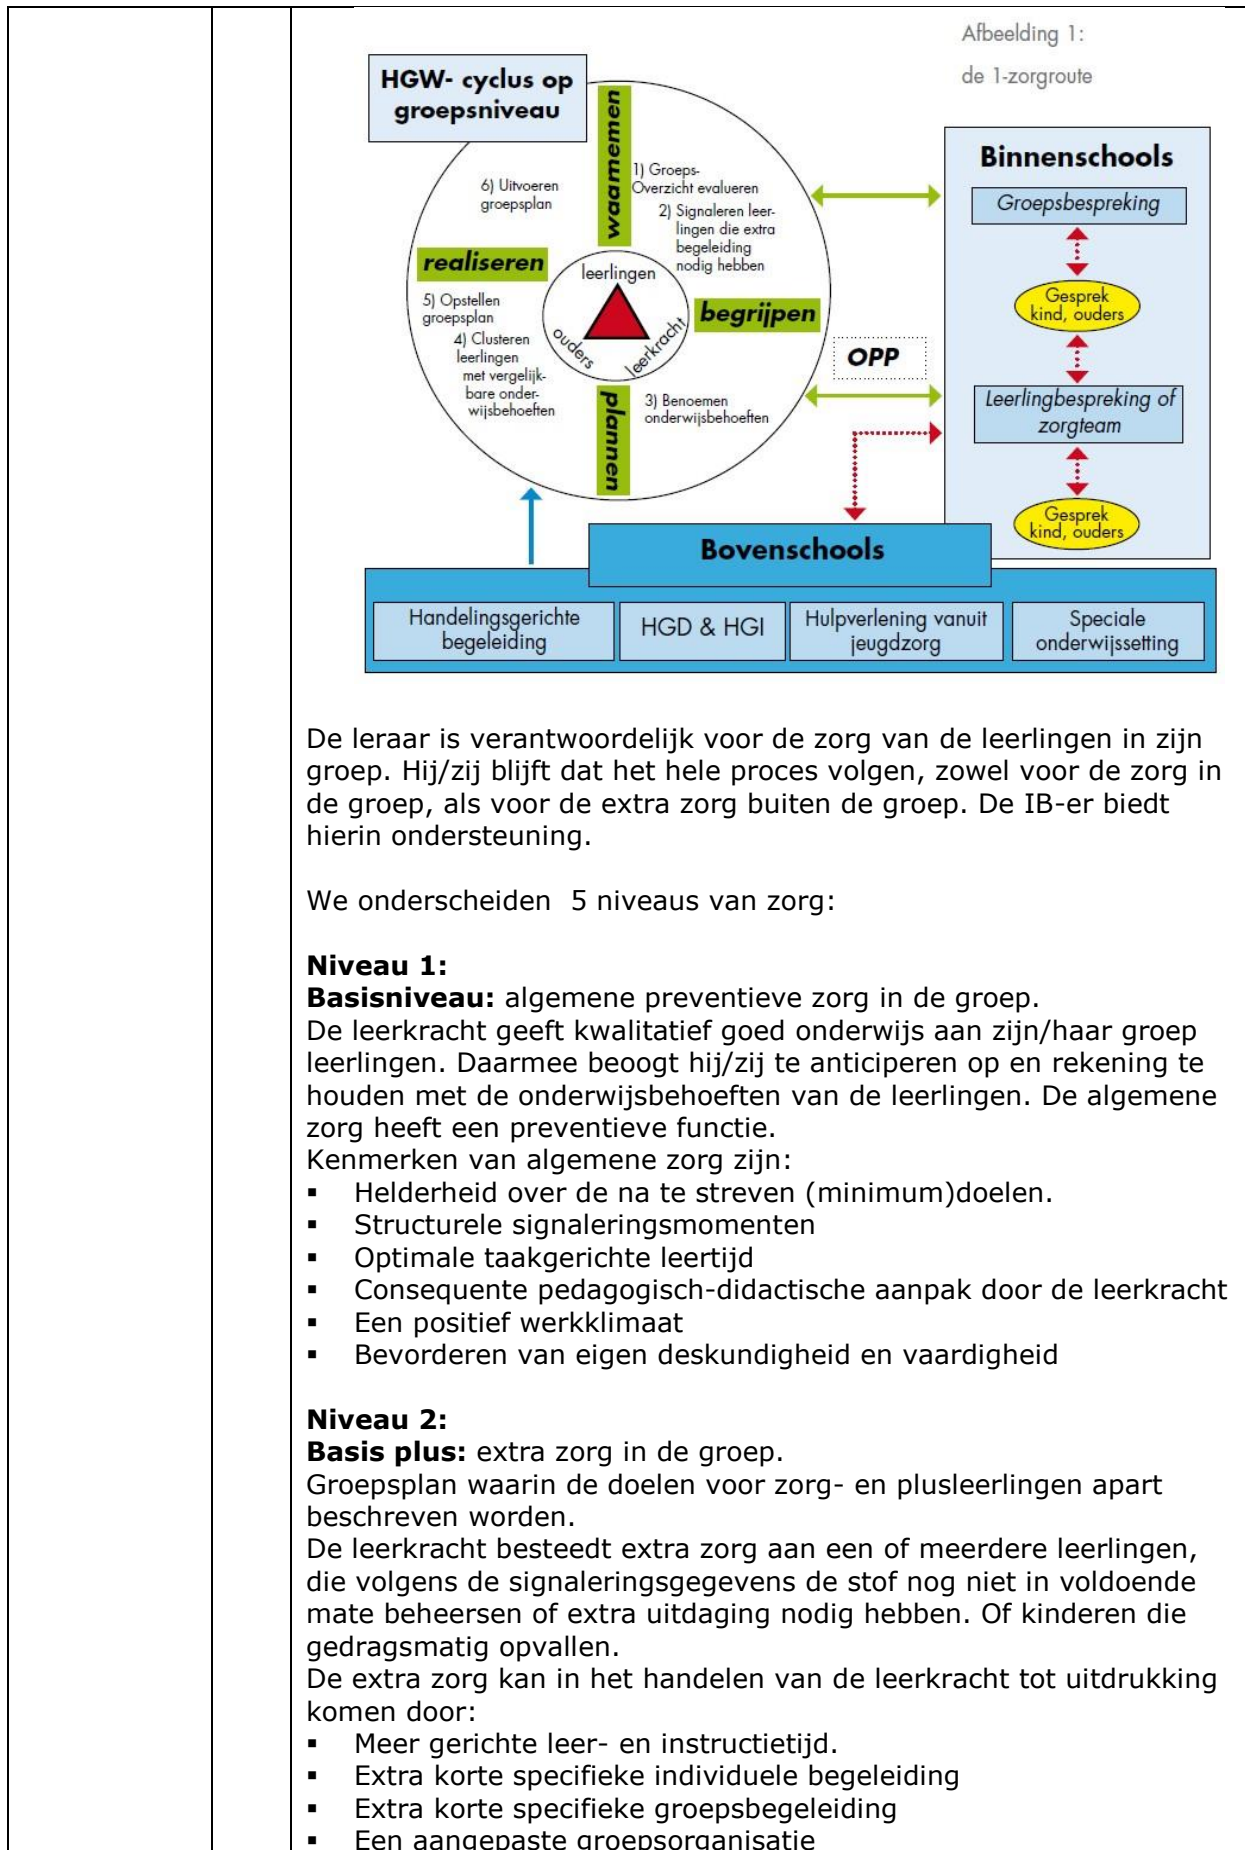 Afbeelding 1:
de 1-zorgroute
HGW- cyclus op
groepsniveau
waarnemen
1) Groeps-
Overzicht evalueren
2) Signaleren leer-
lingen die extra
begeleiding
nodig hebben
begrijpen
3) Benoemen
onderwijsbehoeften
plannen
4) Clusteren
leerlingen
met vergelijk-
bare onder-
wijsbehoeften
5) Opstellen
groepsplan
realiseren
6) Uitvoeren
groepsplan
leerlingen
ouders
leerkracht
OPP
Binnenschools
Groepsbespreking
Gesprek
kind, ouders
Leerlingbespreking of
zorgteam
Gesprek
kind, ouders
Bovenschools
Handelingsgerichte
begeleiding
HGD & HGI
Hulpverlening vanuit
jeugdzorg
Speciale
onderwijssetting
De leraar is verantwoordelijk voor de zorg van de leerlingen in zijn
groep. Hij/zij blijft dat het hele proces volgen, zowel voor de zorg in
de groep, als voor de extra zorg buiten de groep. De IB-er biedt
hierin ondersteuning.
We onderscheiden  5 niveaus van zorg:
Niveau 1:
Basisniveau: algemene preventieve zorg in de groep.
De leerkracht geeft kwalitatief goed onderwijs aan zijn/haar groep
leerlingen. Daarmee beoogt hij/zij te anticiperen op en rekening te
houden met de onderwijsbehoeften van de leerlingen. De algemene
zorg heeft een preventieve functie.
Kenmerken van algemene zorg zijn:
▪ Helderheid over de na te streven (minimum)doelen.
▪ Structurele signaleringsmomenten
▪ Optimale taakgerichte leertijd
▪ Consequente pedagogisch-didactische aanpak door de leerkracht
▪ Een positief werkklimaat
▪ Bevorderen van eigen deskundigheid en vaardigheid
Niveau 2:
Basis plus: extra zorg in de groep.
Groepsplan waarin de doelen voor zorg- en plusleerlingen apart
beschreven worden.
De leerkracht besteedt extra zorg aan een of meerdere leerlingen,
die volgens de signaleringsgegevens de stof nog niet in voldoende
mate beheersen of extra uitdaging nodig hebben. Of kinderen die
gedragsmatig opvallen.
De extra zorg kan in het handelen van de leerkracht tot uitdrukking
komen door:
▪ Meer gerichte leer- en instructietijd.
▪ Extra korte specifieke individuele begeleiding
▪ Extra korte specifieke groepsbegeleiding
▪ Een aangepaste groepsorganisatie